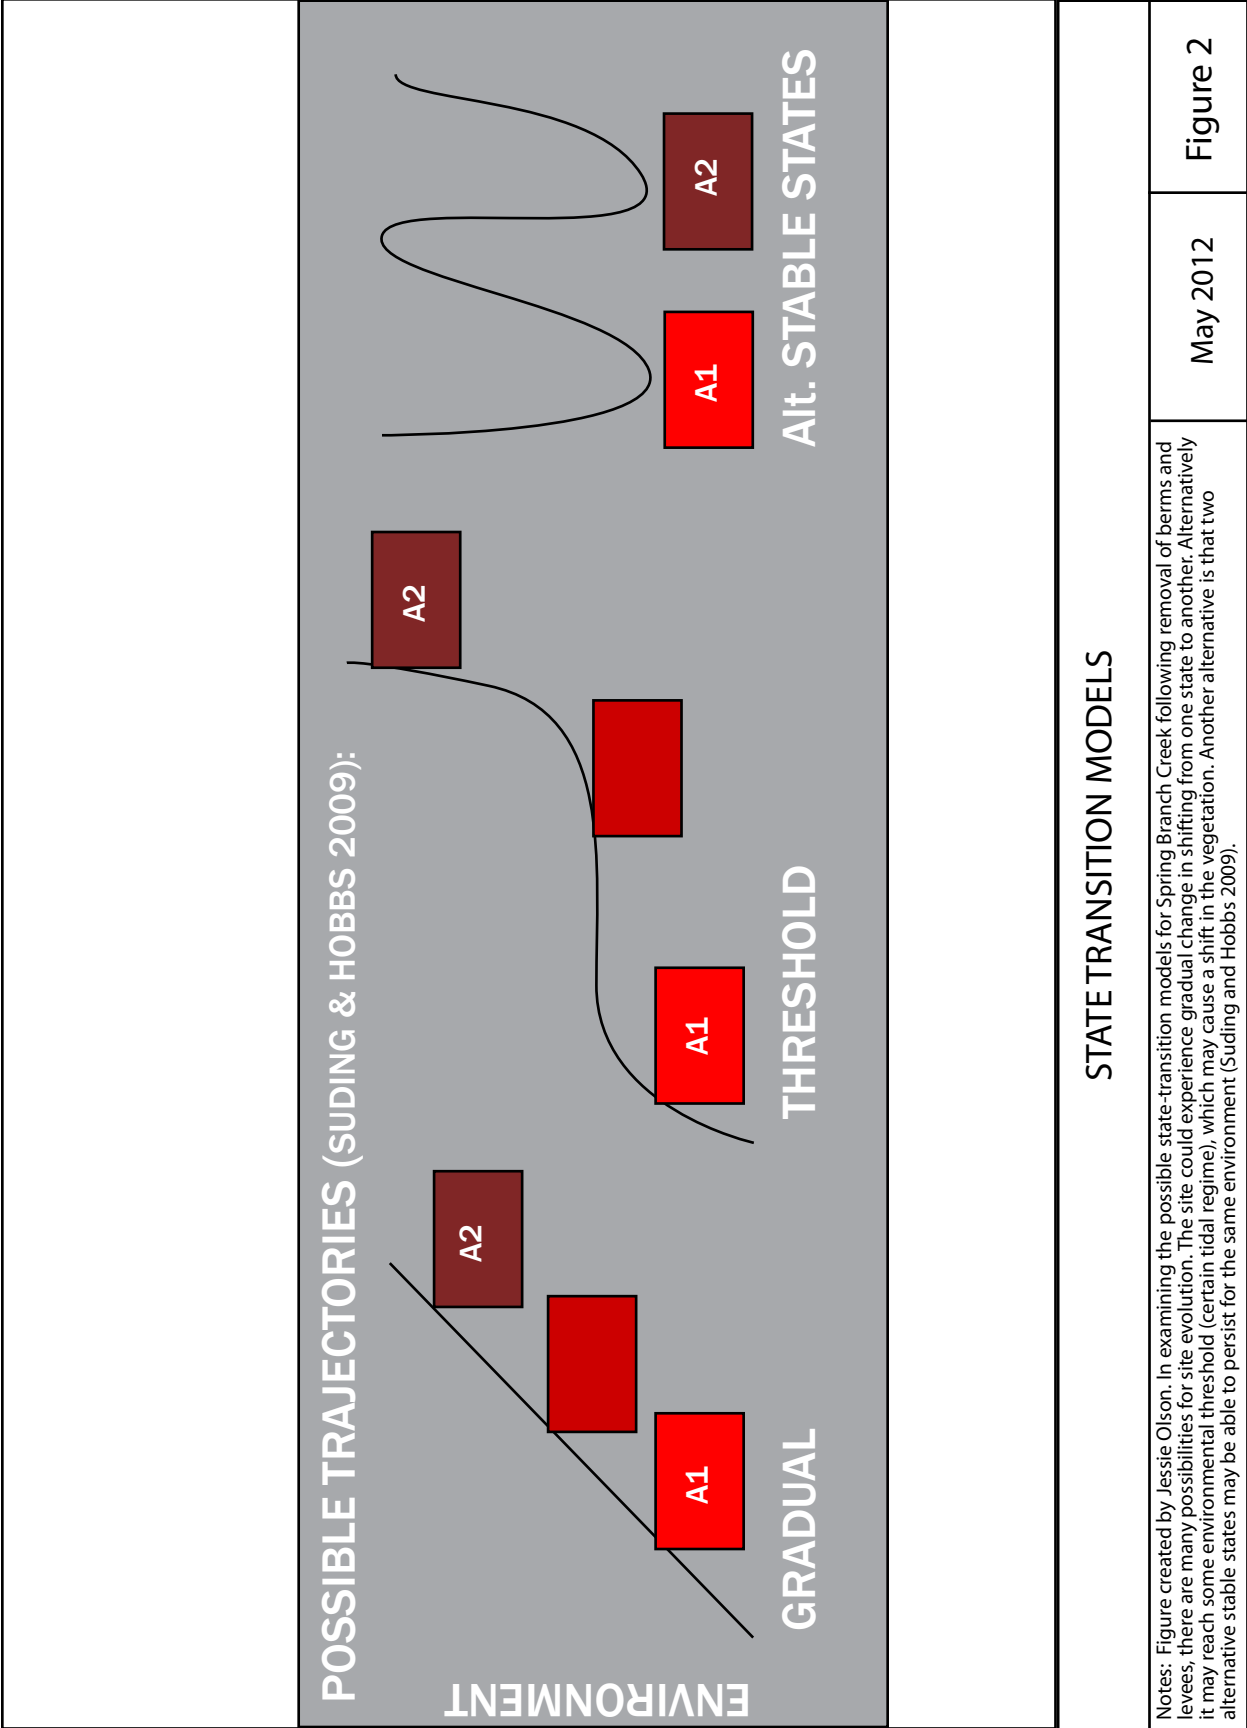 POSSIBLE TRAJECTORIES (SUDING & HOBBS 2009):
ENVIRONMENT
A1
A2
GRADUAL
A1
A2
THRESHOLD
A1
A2
Alt. STABLE STATES
STATE TRANSITION MODELS
Notes: Figure created by Jessie Olson. In examining the possible state-transition models for Spring Branch Creek following removal of berms and
levees, there are many possibilities for site evolution. The site could experience gradual change in shifting from one state to another. Alternatively
it may reach some environmental threshold (certain tidal regime), which may cause a shift in the vegetation. Another alternative is that two
alternative stable states may be able to persist for the same environment (Suding and Hobbs 2009).
May 2012
Figure 2